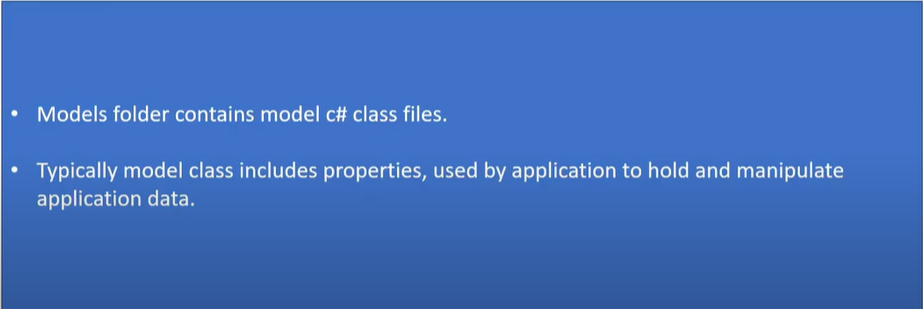 • Models folder contains model c# class files.
• Typically model class includes properties, used by application to hold and manipulate
application data.